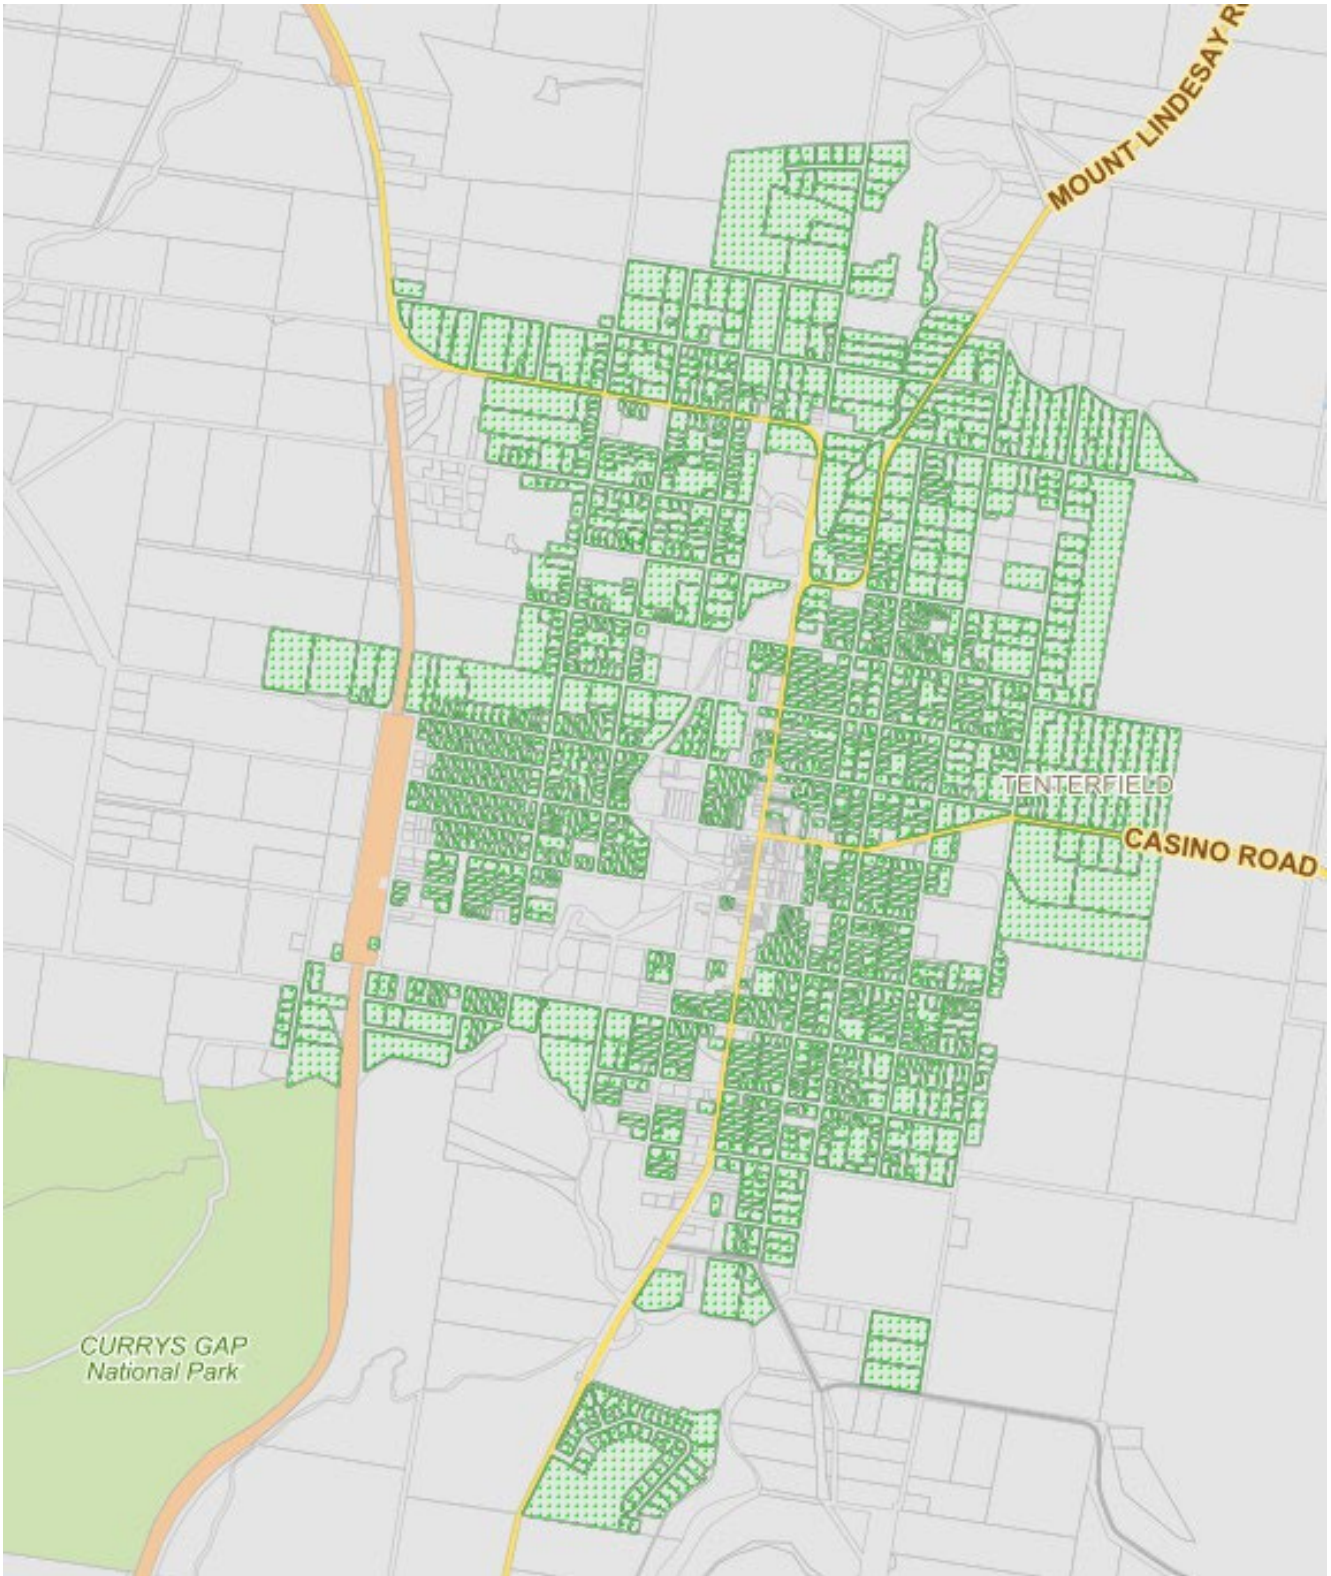 MOUNT LINDESAY
TENTERFIELD
CASINO ROAD
CURRYS GAP
National Park